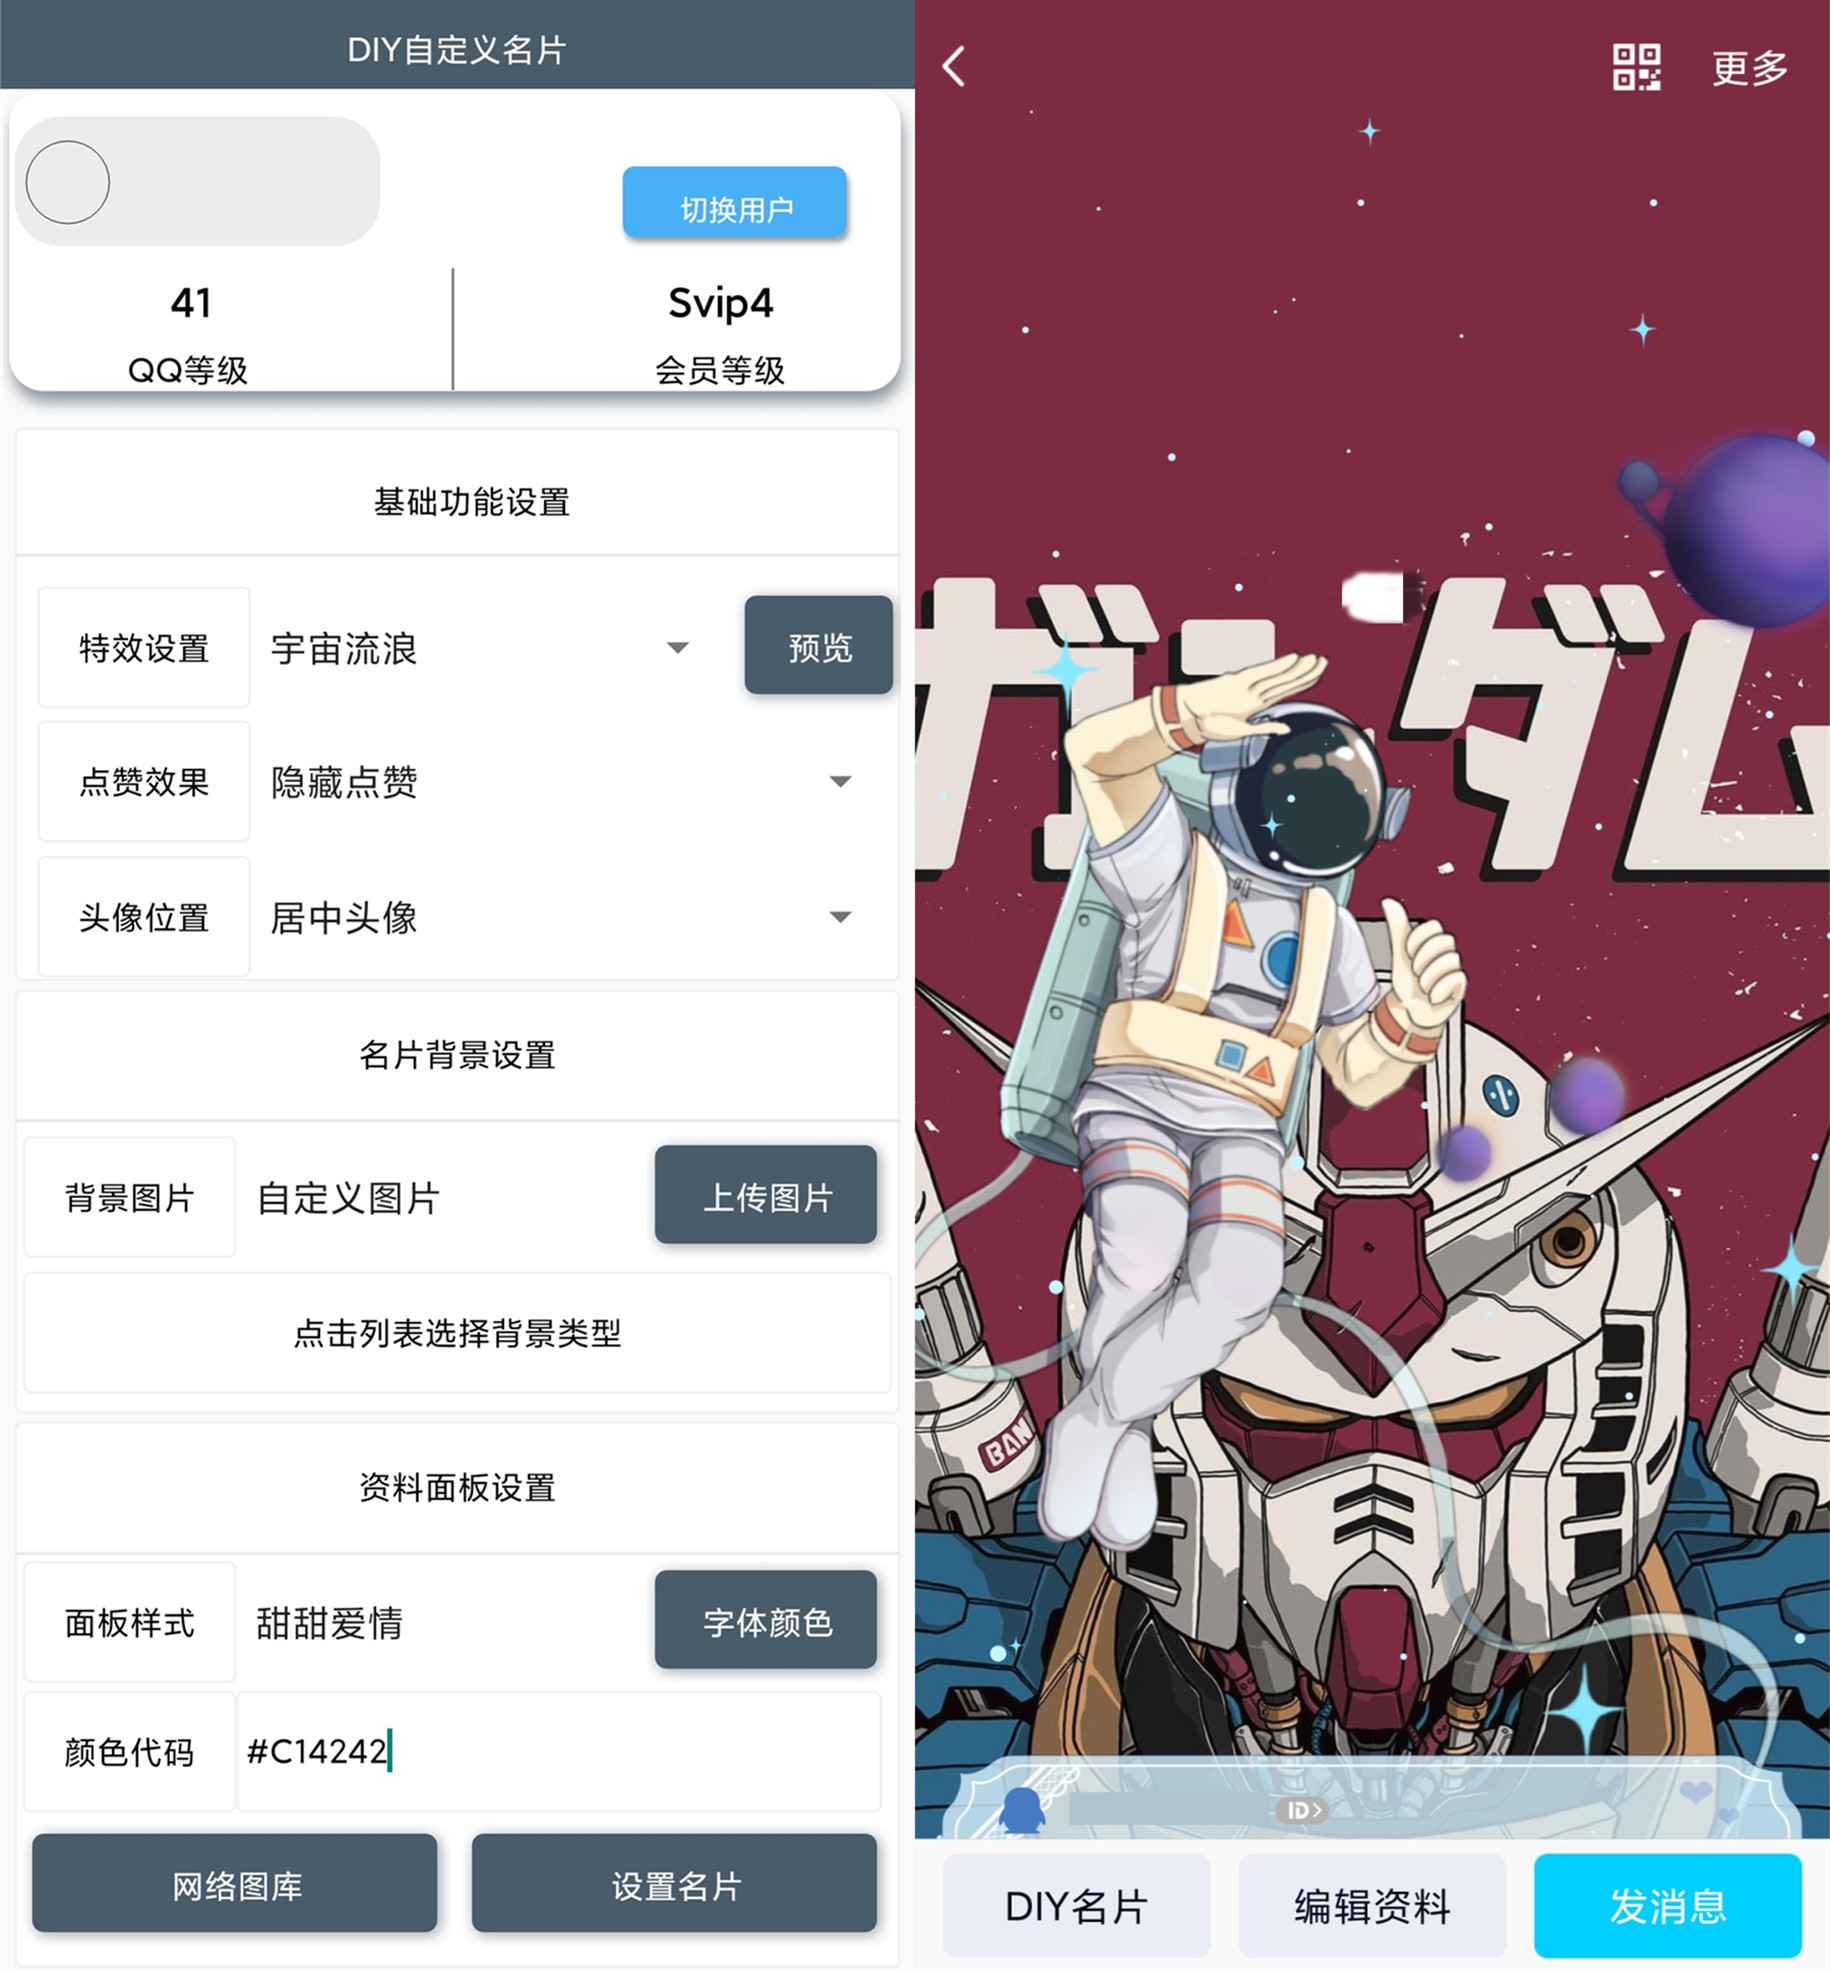 DIY自定义名片
切换用户
41
Svip4
QQ等级
会员等级
基础功能设置
特效设置
宇宙流浪
预览
点赞效果
隐藏点赞
头像位置
居中头像
名片背景设置
背景图片
自定义图片
上传图片
点击列表选择背景类型
资料面板设置
面板样式
甜甜爱情
字体颜色
颜色代码
#C14242
网络图库
设置名片
更多
ガンダム
BAN
ID>
DIY名片
编辑资料
发消息